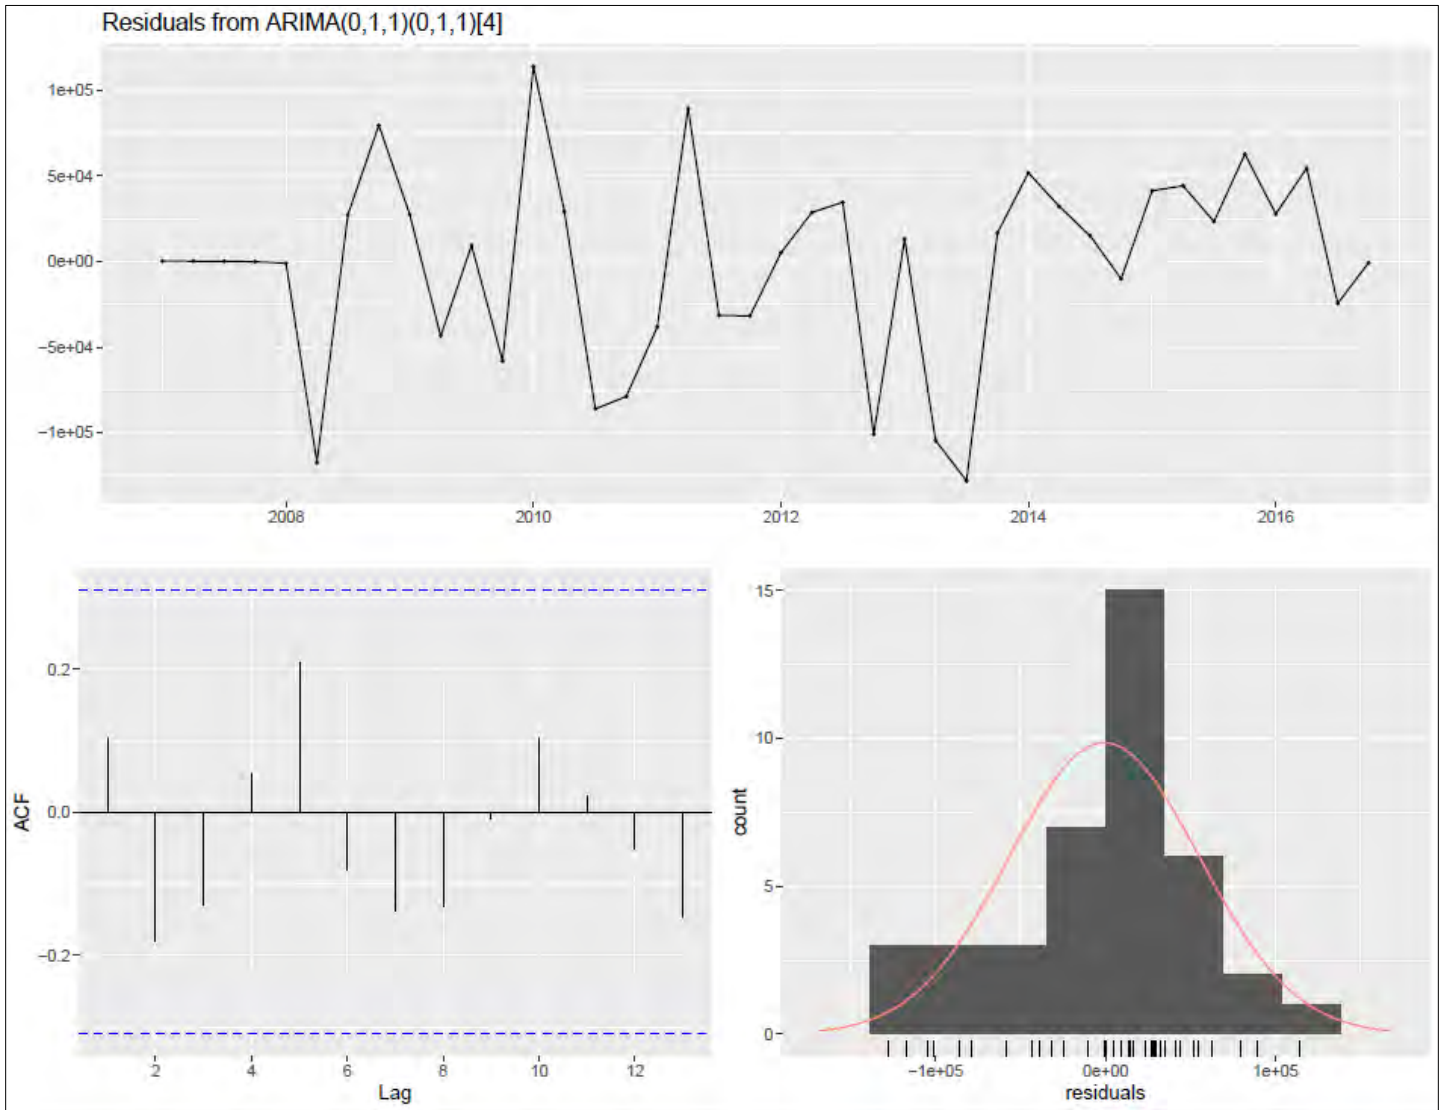 Residuals from ARIMA(0,1,1)(0,1,1)[4]
1e+05
5e+04
0e+00
−5e+04
−1e+05
2008 2010 2012 2014 2016
0.2
0.0
−0.2
ACF
2 4 6 8 10 12
Lag
15
10
5
0
count
−1e+05 0e+00 1e+05
residuals